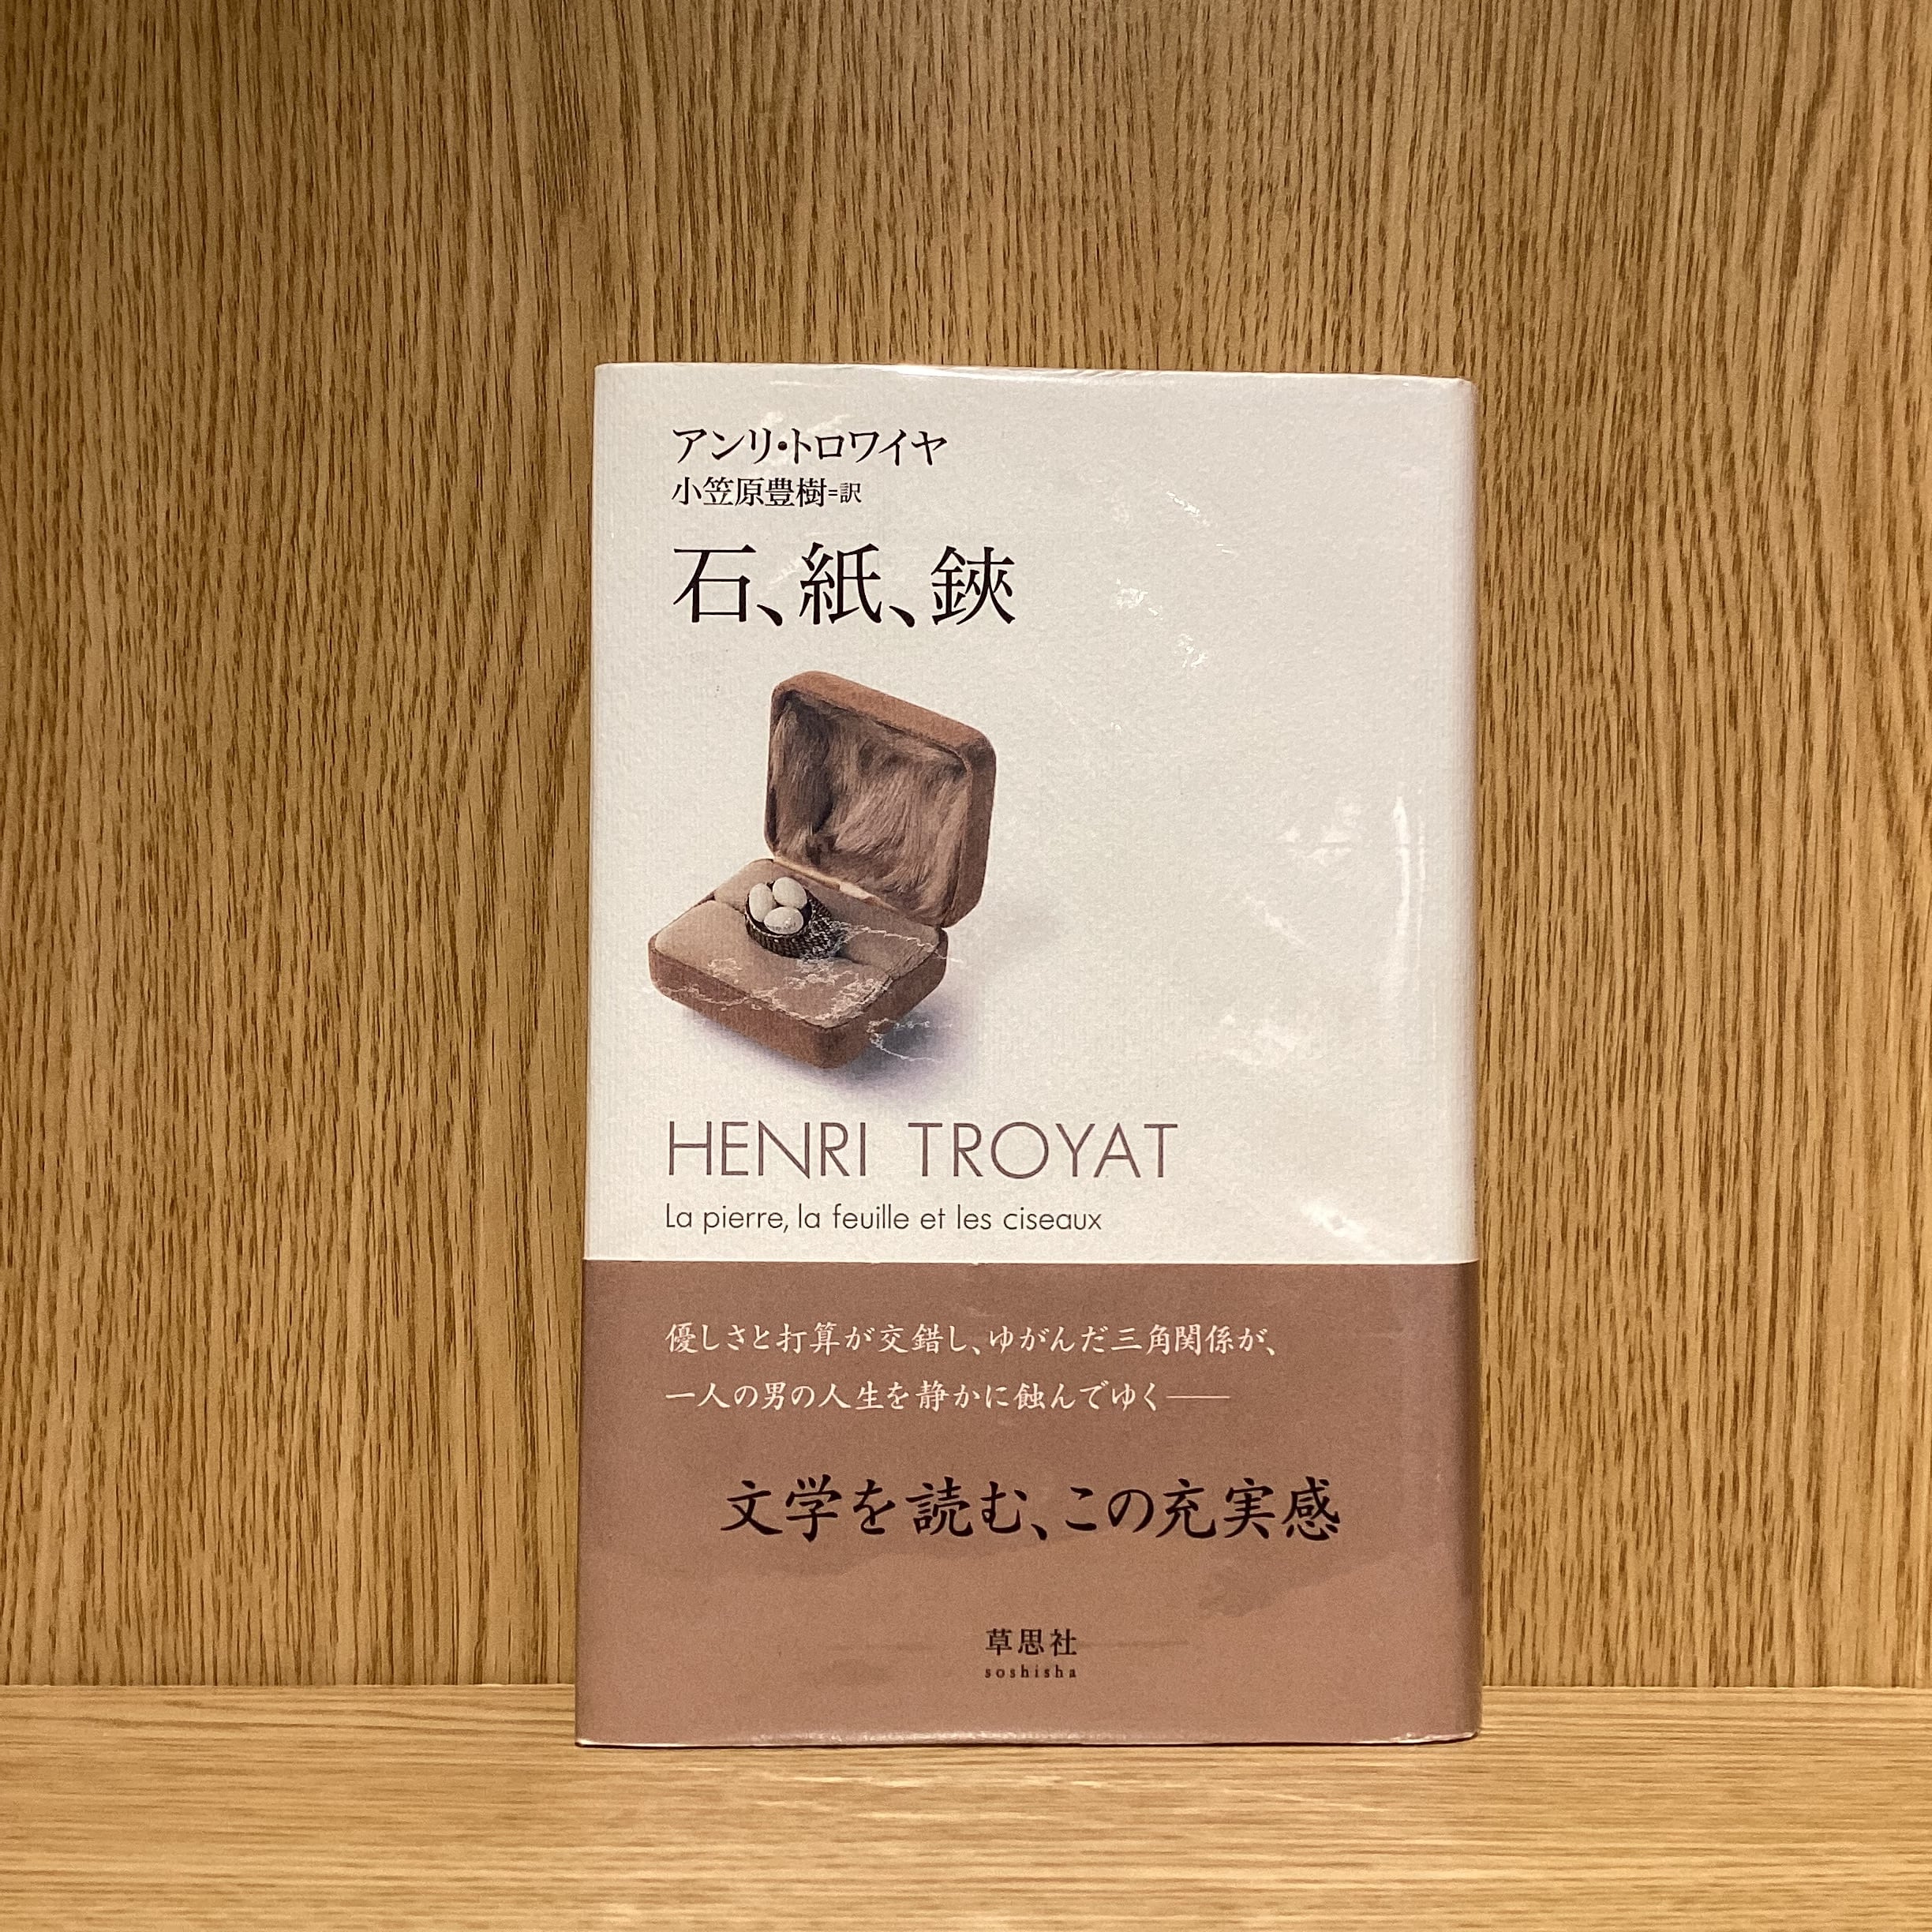 アンリ・トロワイヤ
小笠原豊樹=訳
石、紙、鋏
HENRI TROYAT
La pierre, la feuille et les ciseaux
優しさと打算が交錯し、ゆがんだ三角関係が、
一人の男の人生を静かに蝕んでゆく——
文学を読む、この充実感
草思社
soshisha